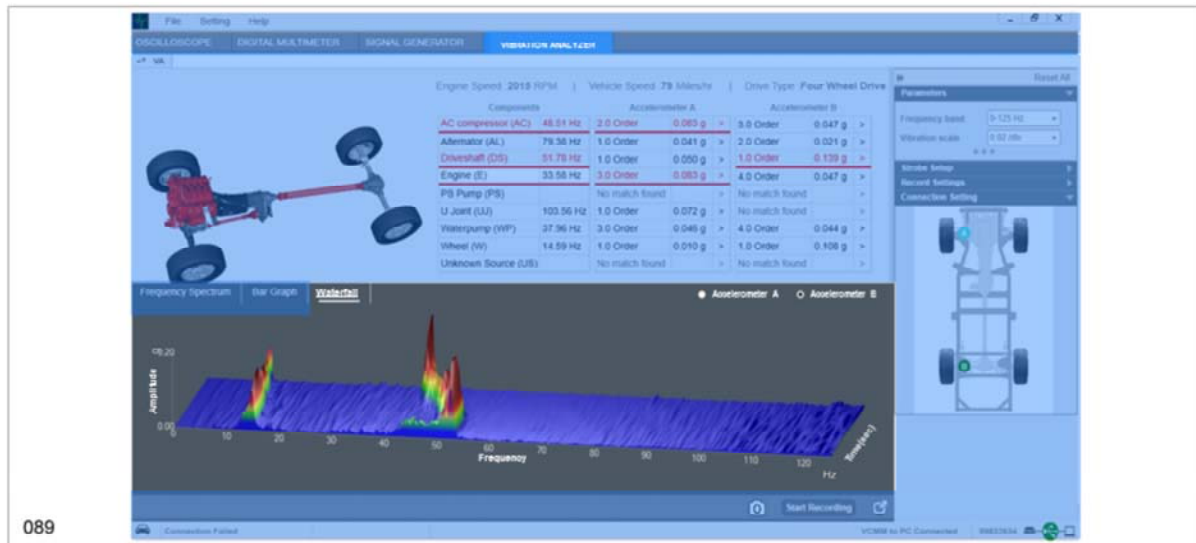 File Setting Help
OSCILLOSCOPE DIGITAL MULTIMETER SIGNAL GENERATOR VIBRATION ANALYZER
VA
Engine Speed 2015 RPM | Vehicle Speed 79 Miles/hr | Drive Type Four Wheel Drive
Reset All
Components Accelerometer A Accelerometer B
Parameters
AC compressor (AC) 48.51 Hz 2.0 Order 0.083 g > 3.0 Order 0.047 g >
Frequency band 0-125 Hz
Alternator (AL) 79.38 Hz 1.0 Order 0.041 g > 2.0 Order 0.021 g >
Vibration scale 0.02 /div
Driveshaft (DS) 51.78 Hz 1.0 Order 0.050 g > 1.0 Order 0.139 g >
Engine (E) 33.58 Hz 3.0 Order 0.083 g > 4.0 Order 0.047 g >
Strobe Setup
PS Pump (PS) No match found > No match found >
Record Settings
U Joint (UJ) 103.56 Hz 1.0 Order 0.072 g > No match found >
Connection Setting
Waterpump (WP) 37.96 Hz 3.0 Order 0.046 g > 4.0 Order 0.044 g >
Wheel (W) 14.59 Hz 1.0 Order 0.010 g > 1.0 Order 0.108 g >
Unknown Source (US) No match found > No match found >
A
B
Frequency Spectrum Bar Graph Waterfall Accelerometer A Accelerometer B
0.20
Amplitude
0.00
0 10 20 30 40 50 60 70 80 90 100 110 120
Frequency
Time(sec)
Hz
Start Recording
Connection Failed VCMM to PC Connected
089